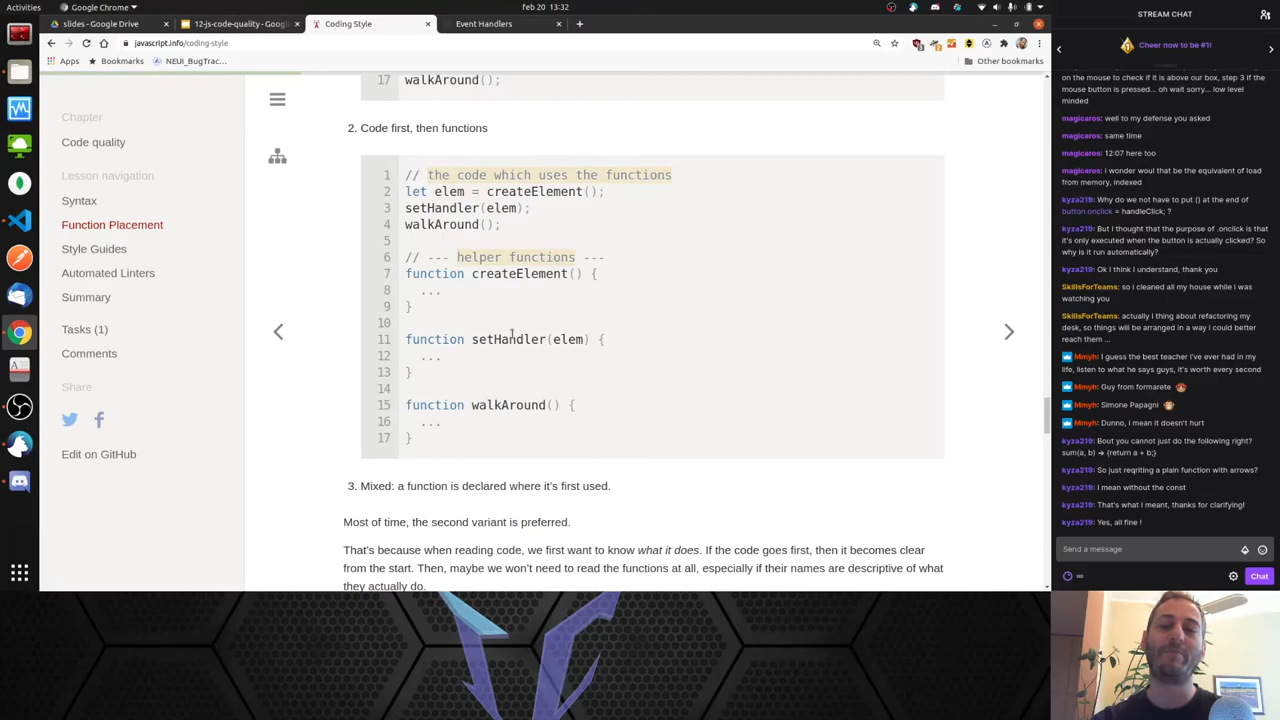 Activities
Google Chrome
feb 20 13:32
slides - Google Drive
12-js-code-quality - Google
Coding Style
Event Handlers
javascript.info/coding-style
Apps
Bookmarks
NEUI_BugTrac...
Other bookmarks
Chapter
Code quality
Lesson navigation
Syntax
Function Placement
Style Guides
Automated Linters
Summary
Tasks (1)
Comments
Share
Edit on GitHub
17 walkAround();
2. Code first, then functions
1 // the code which uses the functions
2 let elem = createElement();
3 setHandler(elem);
4 walkAround();
5
6 // --- helper functions ---
7 function createElement() {
8 ...
9 }
10
11 function setHandler(elem) {
12 ...
13 }
14
15 function walkAround() {
16 ...
17 }
3. Mixed: a function is declared where it's first used.
Most of time, the second variant is preferred.
That's because when reading code, we first want to know what it does. If the code goes first, then it becomes clear
from the start. Then, maybe we won't need to read the functions at all, especially if their names are descriptive of what
they actually do.
STREAM CHAT
Cheer now to be #1!
on the mouse to check if it is above our box, step 3 if the
mouse button is pressed... oh wait sorry... low level
minded
magicaros: well to my defense you asked
magicaros: same time
magicaros: 12:07 here too
magicaros: i wonder woul that be the equivalent of load
from memory, indexed
kyza219: Why do we not have to put () at the end of
button.onclick = handleClick; ?
kyza219: But I thought that the purpose of .onclick is that
it's only executed when the button is actually clicked? So
why is it run automatically?
kyza219: Ok i think I understand, thank you
SkillsForTeams: so i cleaned all my house while i was
watching you
SkillsForTeams: actually i thing about refactoring my
desk, so things will be arranged in a way i could better
reach them ...
Mmyh: I guess the best teacher i've ever had in my
life, listen to what he says guys, it's worth every second
Mmyh: Guy from formarete
Mmyh: Simone Papagni
Mmyh: Dunno, i mean it doesn't hurt
kyza219: Bout you cannot just do the following right?
sum(a, b) => {return a + b;}
kyza219: So just reqriting a plain function with arrows?
kyza219: I mean without the const
kyza219: That's what I meant, thanks for clarifying!
kyza219: Yes, all fine !
Send a message
∞
Chat